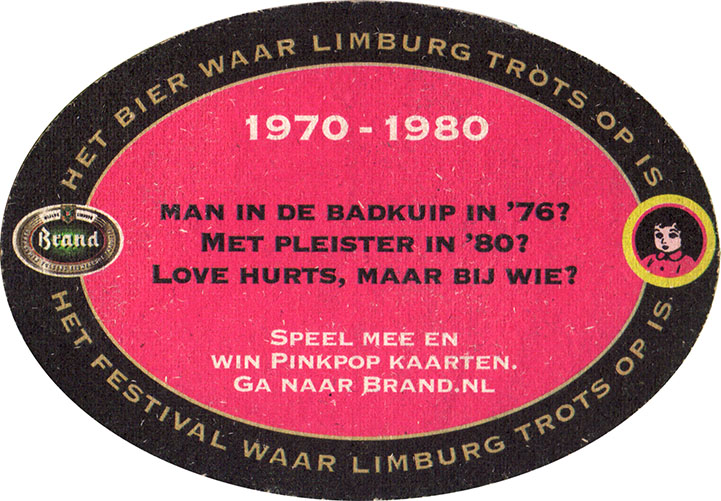 HET BIER WAAR LIMBURG TROTS OP IS
1970 - 1980
MAN IN DE BADKUIP IN '76?
MET PLEISTER IN '80?
LOVE HURTS, MAAR BIJ WIE?
Brand
SPEEL MEE EN
WIN PINKPOP KAARTEN.
GA NAAR BRAND.NL
HET FESTIVAL WAAR LIMBURG TROTS OP IS